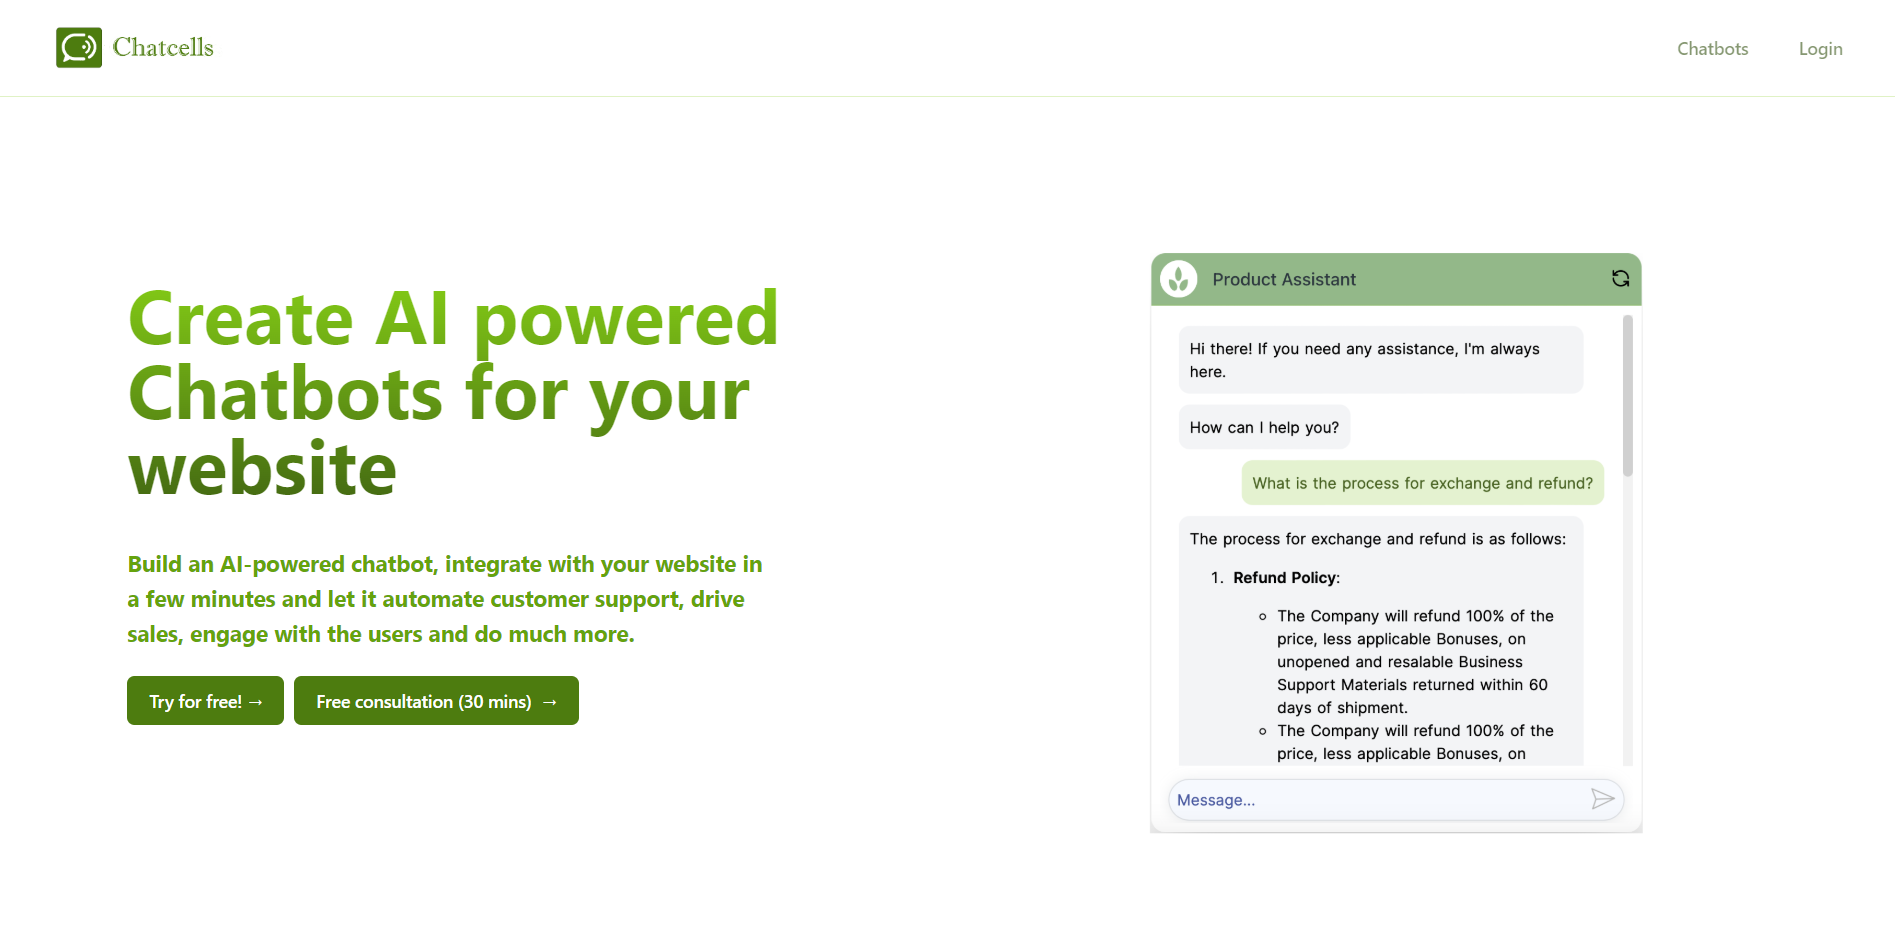 Chatcells
Chatbots
Login
Create AI powered
Chatbots for your
website
Build an AI-powered chatbot, integrate with your website in
a few minutes and let it automate customer support, drive
sales, engage with the users and do much more.
Try for free! →
Free consultation (30 mins) →
Product Assistant
Hi there! If you need any assistance, I'm always
here.
How can I help you?
What is the process for exchange and refund?
The process for exchange and refund is as follows:
1. Refund Policy:
The Company will refund 100% of the
price, less applicable Bonuses, on
unopened and resalable Business
Support Materials returned within 60
days of shipment.
The Company will refund 100% of the
price, less applicable Bonuses, on
Message...